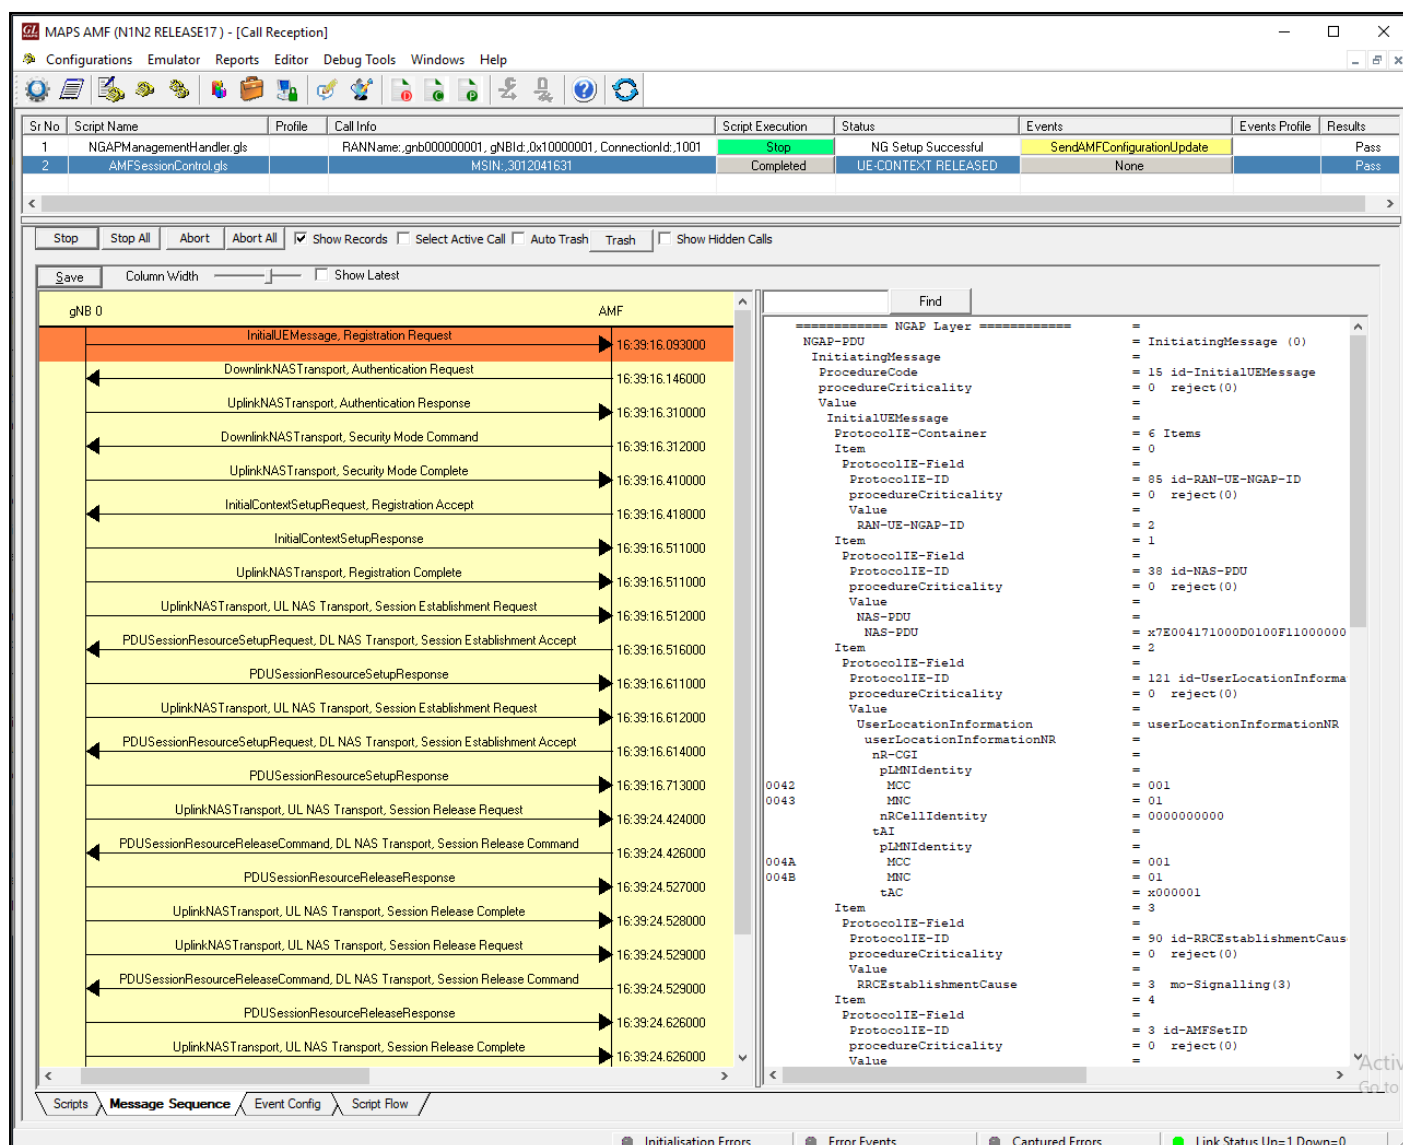 MAPS AMF (N1N2 RELEASE17 ) - [Call Reception]
Configurations Emulator Reports Editor Debug Tools Windows Help
Sr No Script Name Profile Call Info Script Execution Status Events Events Profile Results
1 NGAPManagementHandler.gls RANName:,gnb000000001, gNBId:,0x10000001, ConnectionId:,1001 Stop NG Setup Successful SendAMFConfigurationUpdate Pass
2 AMFSessionControl.gls MSIN:,3012041631 Completed UE-CONTEXT RELEASED None Pass
Stop Stop All Abort Abort All Show Records Select Active Call Auto Trash Trash Show Hidden Calls
Save Column Width Show Latest
gNB 0 AMF
InitialUEMessage, Registration Request
16:39:16.093000
DownlinkNASTransport, Authentication Request
16:39:16.146000
UplinkNASTransport, Authentication Response
16:39:16.310000
DownlinkNASTransport, Security Mode Command
16:39:16.312000
UplinkNASTransport, Security Mode Complete
16:39:16.410000
InitialContextSetupRequest, Registration Accept
16:39:16.418000
InitialContextSetupResponse
16:39:16.511000
UplinkNASTransport, Registration Complete
16:39:16.511000
UplinkNASTransport, UL NAS Transport, Session Establishment Request
16:39:16.512000
PDUSessionResourceSetupRequest, DL NAS Transport, Session Establishment Accept
16:39:16.516000
PDUSessionResourceSetupResponse
16:39:16.611000
UplinkNASTransport, UL NAS Transport, Session Establishment Request
16:39:16.612000
PDUSessionResourceSetupRequest, DL NAS Transport, Session Establishment Accept
16:39:16.614000
PDUSessionResourceSetupResponse
16:39:16.713000
UplinkNASTransport, UL NAS Transport, Session Release Request
16:39:24.424000
PDUSessionResourceReleaseCommand, DL NAS Transport, Session Release Command
16:39:24.426000
PDUSessionResourceReleaseResponse
16:39:24.527000
UplinkNASTransport, UL NAS Transport, Session Release Complete
16:39:24.528000
UplinkNASTransport, UL NAS Transport, Session Release Request
16:39:24.529000
PDUSessionResourceReleaseCommand, DL NAS Transport, Session Release Command
16:39:24.529000
PDUSessionResourceReleaseResponse
16:39:24.626000
UplinkNASTransport, UL NAS Transport, Session Release Complete
16:39:24.626000
Find
============ NGAP Layer ============ =
NGAP-PDU = InitiatingMessage (0)
InitiatingMessage =
ProcedureCode = 15 id-InitialUEMessage
procedureCriticality = 0 reject(0)
Value =
InitialUEMessage =
ProtocolIE-Container = 6 Items
Item = 0
ProtocolIE-Field =
ProtocolIE-ID = 85 id-RAN-UE-NGAP-ID
procedureCriticality = 0 reject(0)
Value =
RAN-UE-NGAP-ID = 2
Item = 1
ProtocolIE-Field =
ProtocolIE-ID = 38 id-NAS-PDU
procedureCriticality = 0 reject(0)
Value =
NAS-PDU =
NAS-PDU = x7E004171000D0100F11000000
Item = 2
ProtocolIE-Field =
ProtocolIE-ID = 121 id-UserLocationInforma
procedureCriticality = 0 reject(0)
Value =
UserLocationInformation = userLocationInformationNR
userLocationInformationNR =
nR-CGI =
pLMNIdentity =
0042 MCC = 001
0043 MNC = 01
nRCellIdentity = 0000000000
tAI =
pLMNIdentity =
004A MCC = 001
004B MNC = 01
tAC = x000001
Item = 3
ProtocolIE-Field =
ProtocolIE-ID = 90 id-RRCEstablishmentCaus
procedureCriticality = 0 reject(0)
Value =
RRCEstablishmentCause = 3 mo-Signalling(3)
Item = 4
ProtocolIE-Field =
ProtocolIE-ID = 3 id-AMFSetID
procedureCriticality = 0 reject(0)
Value =
Activ
Go to
Scripts Message Sequence Event Config Script Flow
Initialisation Errors Error Events Captured Errors Link Status Up=1 Down=0